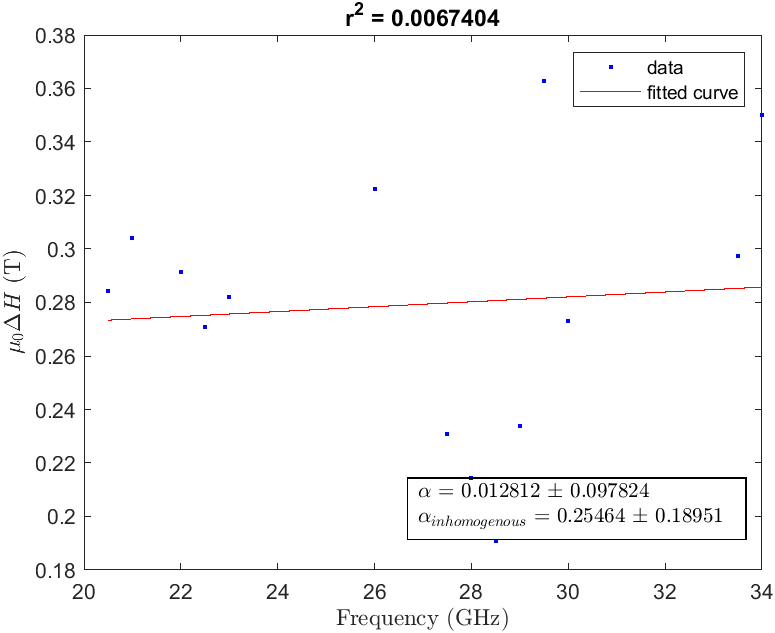 r² = 0.0067404
0.38
0.36
0.34
0.32
0.3
0.28
0.26
0.24
0.22
0.2
0.18
μ₀ΔH (T)
data
fitted curve
α = 0.012812 ± 0.097824
α_inhomogenous = 0.25464 ± 0.18951
20 22 24 26 28 30 32 34
Frequency (GHz)